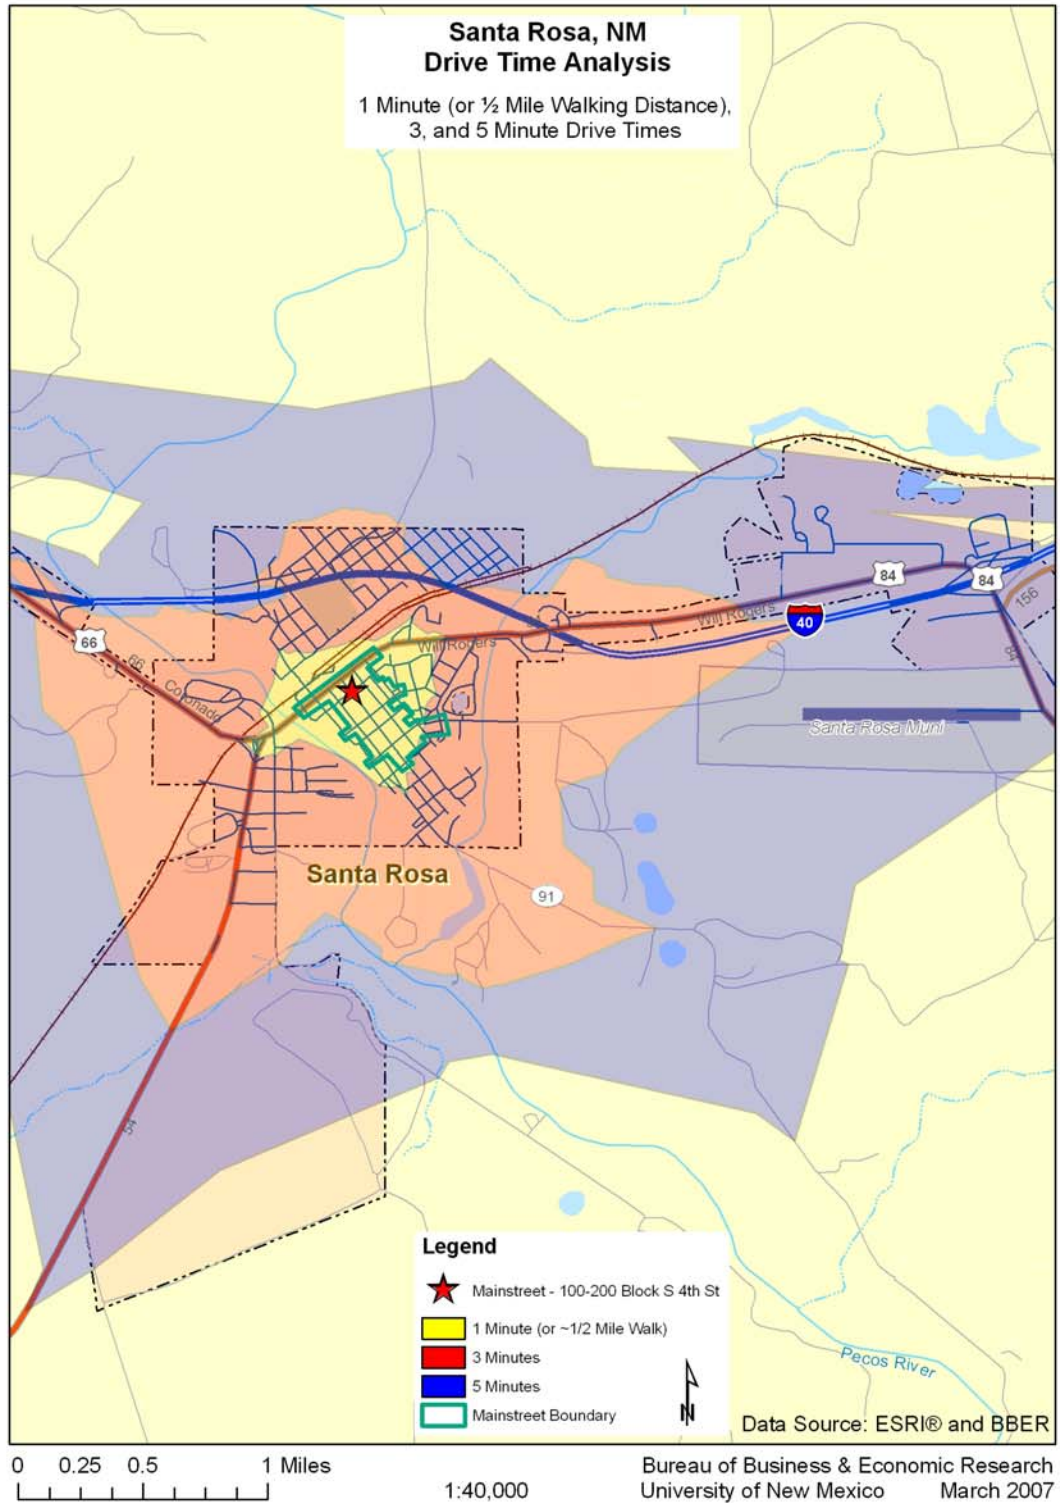 Santa Rosa, NM
Drive Time Analysis
1 Minute (or ½ Mile Walking Distance),
3, and 5 Minute Drive Times
84
84
156
40
Will Rogers
Will Rogers
66
66
Coronado
Santa Rosa Muni
Santa Rosa
91
54
Legend
Mainstreet - 100-200 Block S 4th St
1 Minute (or ~1/2 Mile Walk)
3 Minutes
5 Minutes
Mainstreet Boundary
N
Pecos River
Data Source: ESRI® and BBER
0 0.25 0.5 1 Miles
1:40,000
Bureau of Business & Economic Research
University of New Mexico March 2007